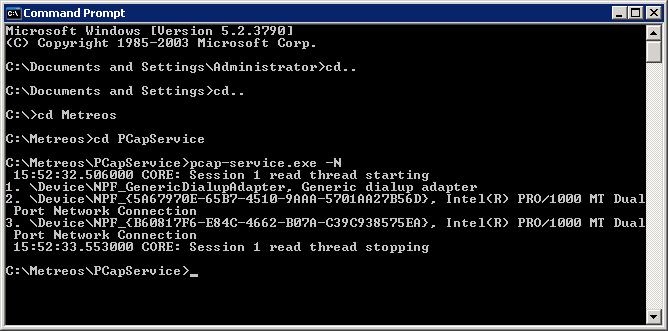 Command Prompt
Microsoft Windows [Version 5.2.3790]
(C) Copyright 1985-2003 Microsoft Corp.
C:\Documents and Settings\Administrator>cd..
C:\Documents and Settings>cd..
C:\>cd Metreos
C:\Metreos>cd PCapService
C:\Metreos\PCapService>pcap-service.exe -N
15:52:32.506000 CORE: Session 1 read thread starting
1. \Device\NPF_GenericDialupAdapter, Generic dialup adapter
2. \Device\NPF_{5A67970E-65B7-4510-9AAA-5701AA27B56D}, Intel(R) PRO/1000 MT Dual
Port Network Connection
3. \Device\NPF_{B60817F6-E84C-4662-B07A-C39C938575EA}, Intel(R) PRO/1000 MT Dual
Port Network Connection
15:52:33.553000 CORE: Session 1 read thread stopping
C:\Metreos\PCapService>_